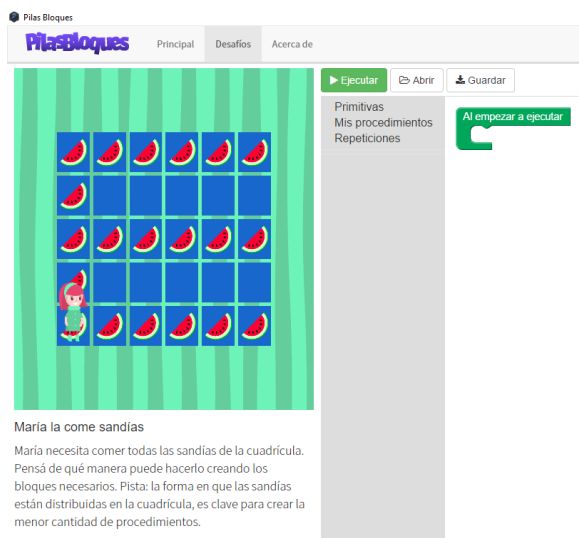 Pilas Bloques
PilasBloques
Principal
Desafíos
Acerca de
Ejecutar
Abrir
Guardar
Primitivas
Mis procedimientos
Repeticiones
Al empezar a ejecutar
María la come sandías
María necesita comer todas las sandías de la cuadrícula.
Pensá de qué manera puede hacerlo creando los
bloques necesarios. Pista: la forma en que las sandías
están distribuidas en la cuadrícula, es clave para crear la
menor cantidad de procedimientos.